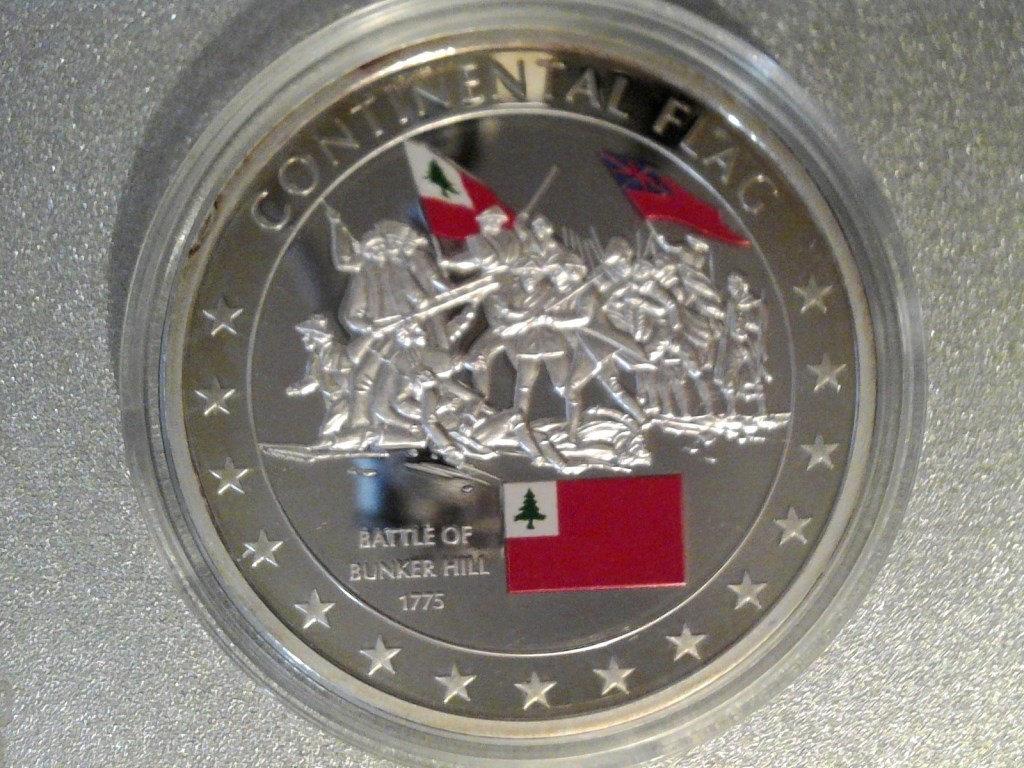 CONTINENTAL FLAG
BATTLE OF
BUNKER HILL
1775